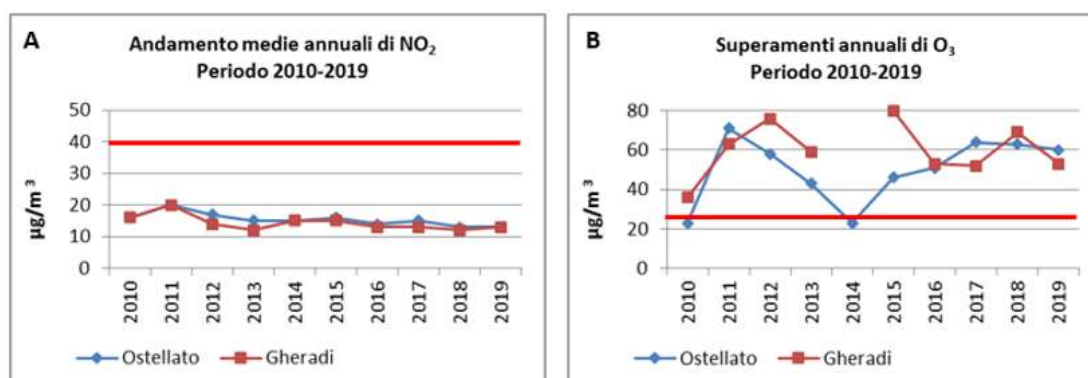 A
Andamento medie annuali di NO₂
Periodo 2010-2019
µg/m ³
50
40
30
20
10
0
2010
2011
2012
2013
2014
2015
2016
2017
2018
2019
Ostellato
Gheradi
B
Superamenti annuali di O₃
Periodo 2010-2019
µg/m ³
80
60
40
20
0
2010
2011
2012
2013
2014
2015
2016
2017
2018
2019
Ostellato
Gheradi